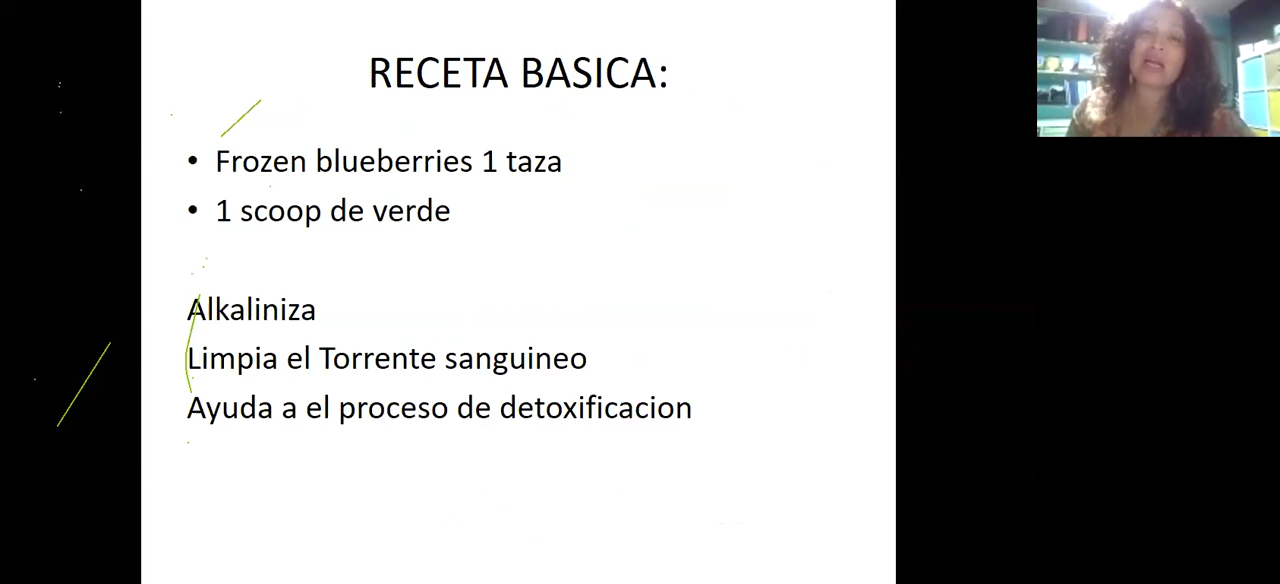 RECETA BASICA:
• Frozen blueberries 1 taza
• 1 scoop de verde
Alkaliniza
Limpia el Torrente sanguineo
Ayuda a el proceso de detoxificacion